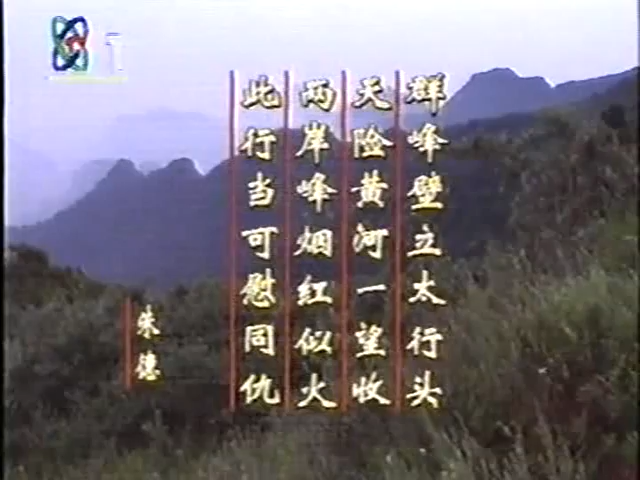 群峰壁立太行头
天险黄河一望收
两岸峰烟红似火
此行当可慰同仇
朱德